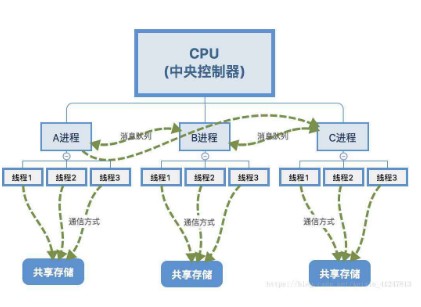 CPU
(中央控制器)
A进程
消息队列
B进程
消息队列
C进程
线程1
线程2
线程3
线程1
线程2
线程3
线程1
线程2
线程3
通信方式
通信方式
通信方式
共享存储
共享存储
共享存储